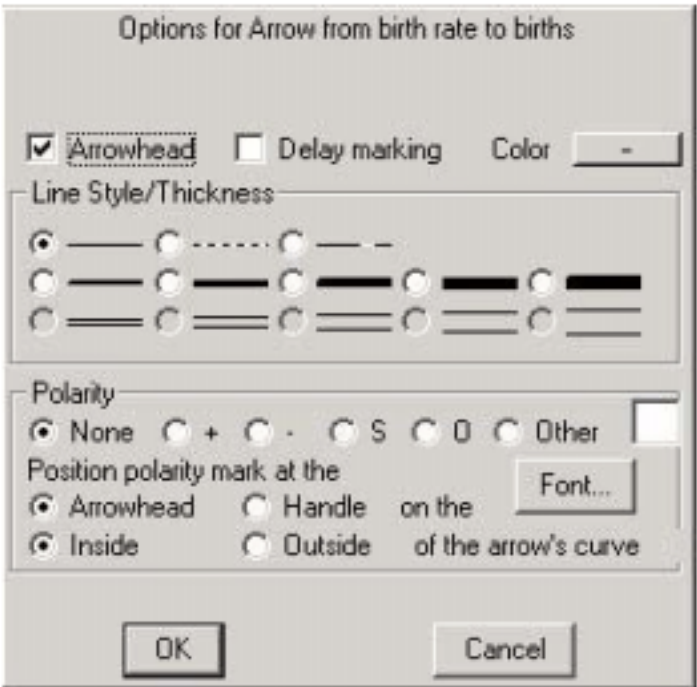 Options for Arrow from birth rate to births
Arrowhead Delay marking Color -
Line Style/Thickness
Polarity
None + - S O Other
Position polarity mark at the Font...
Arrowhead Handle on the
Inside Outside of the arrow's curve
OK Cancel